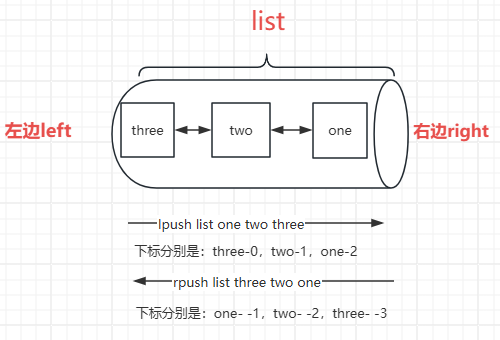 list
左边left
three
two
one
右边right
lpush list one two three
下标分别是：three-0，two-1，one-2
rpush list three two one
下标分别是：one- -1，two- -2，three- -3